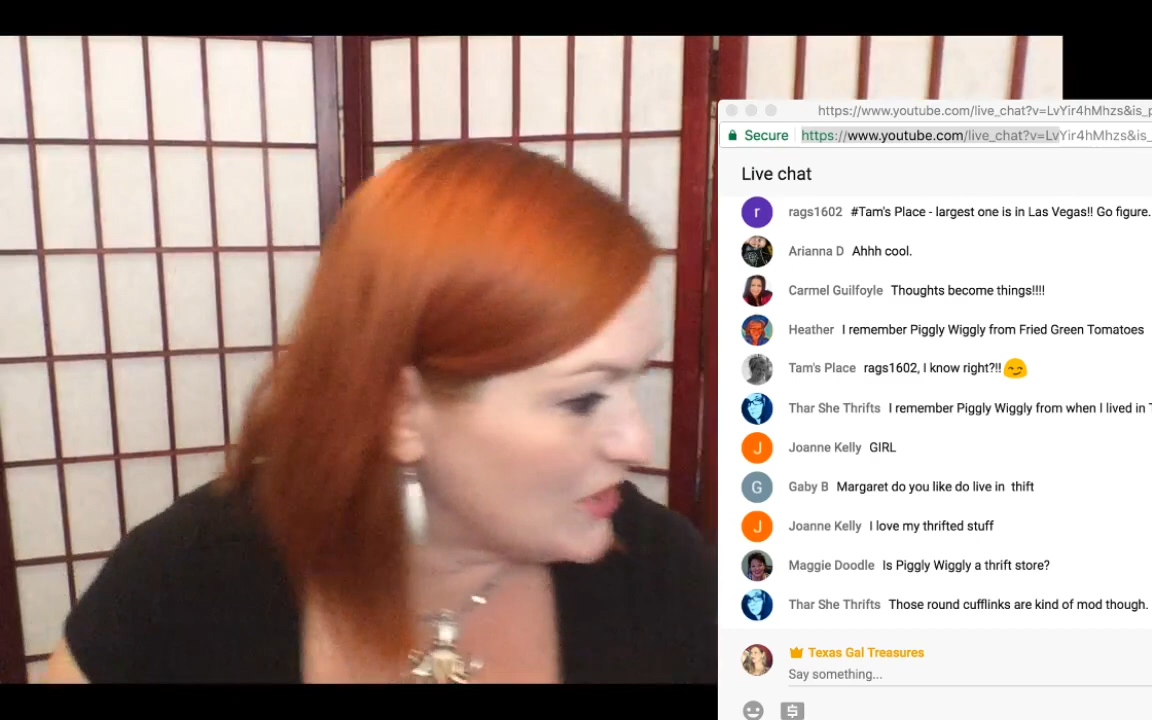 https://www.youtube.com/live_chat?v=LvYir4hMhzs&is_
Secure https://www.youtube.com/live_chat?v=LvYir4hMhzs&is_
Live chat
r rags1602 #Tam's Place - largest one is in Las Vegas!! Go figure.
Arianna D Ahhh cool.
Carmel Guilfoyle Thoughts become things!!!!
Heather I remember Piggly Wiggly from Fried Green Tomatoes
Tam's Place rags1602, I know right?!! 😏
Thar She Thrifts I remember Piggly Wiggly from when I lived in T
J Joanne Kelly GIRL
G Gaby B Margaret do you like do live in thift
J Joanne Kelly I love my thrifted stuff
Maggie Doodle Is Piggly Wiggly a thrift store?
Thar She Thrifts Those round cufflinks are kind of mod though.
Texas Gal Treasures
Say something...
$